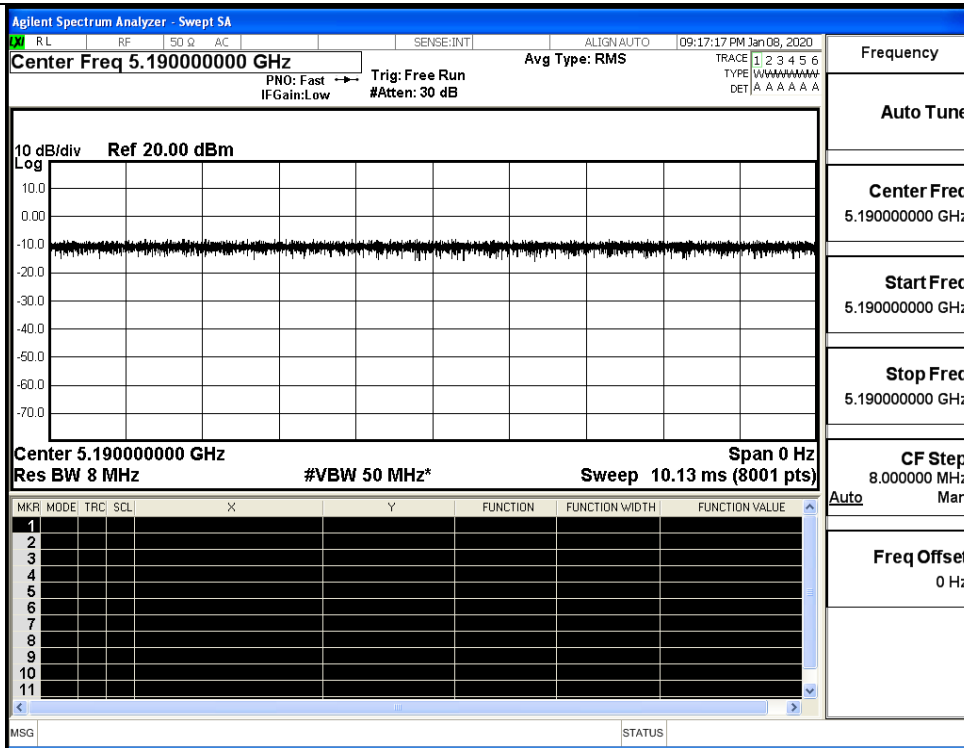 Agilent Spectrum Analyzer - Swept SA
LXI RL RF 50 Ω AC SENSE:INT ALIGN AUTO 09:17:17 PM Jan 08, 2020
Center Freq 5.190000000 GHz
Avg Type: RMS
TRACE 1 2 3 4 5 6
TYPE WWWWWW
DET A A A A A A
PNO: Fast
IFGain:Low
Trig: Free Run
#Atten: 30 dB
10 dB/div Ref 20.00 dBm
Log
10.0
0.00
-10.0
-20.0
-30.0
-40.0
-50.0
-60.0
-70.0
Center 5.190000000 GHz Span 0 Hz
Res BW 8 MHz #VBW 50 MHz* Sweep 10.13 ms (8001 pts)
MKR MODE TRC SCL X Y FUNCTION FUNCTION WIDTH FUNCTION VALUE
1
2
3
4
5
6
7
8
9
10
11
MSG STATUS
Frequency
Auto Tune
Center Freq
5.190000000 GHz
Start Freq
5.190000000 GHz
Stop Freq
5.190000000 GHz
CF Step
8.000000 MHz
Auto Man
Freq Offset
0 Hz